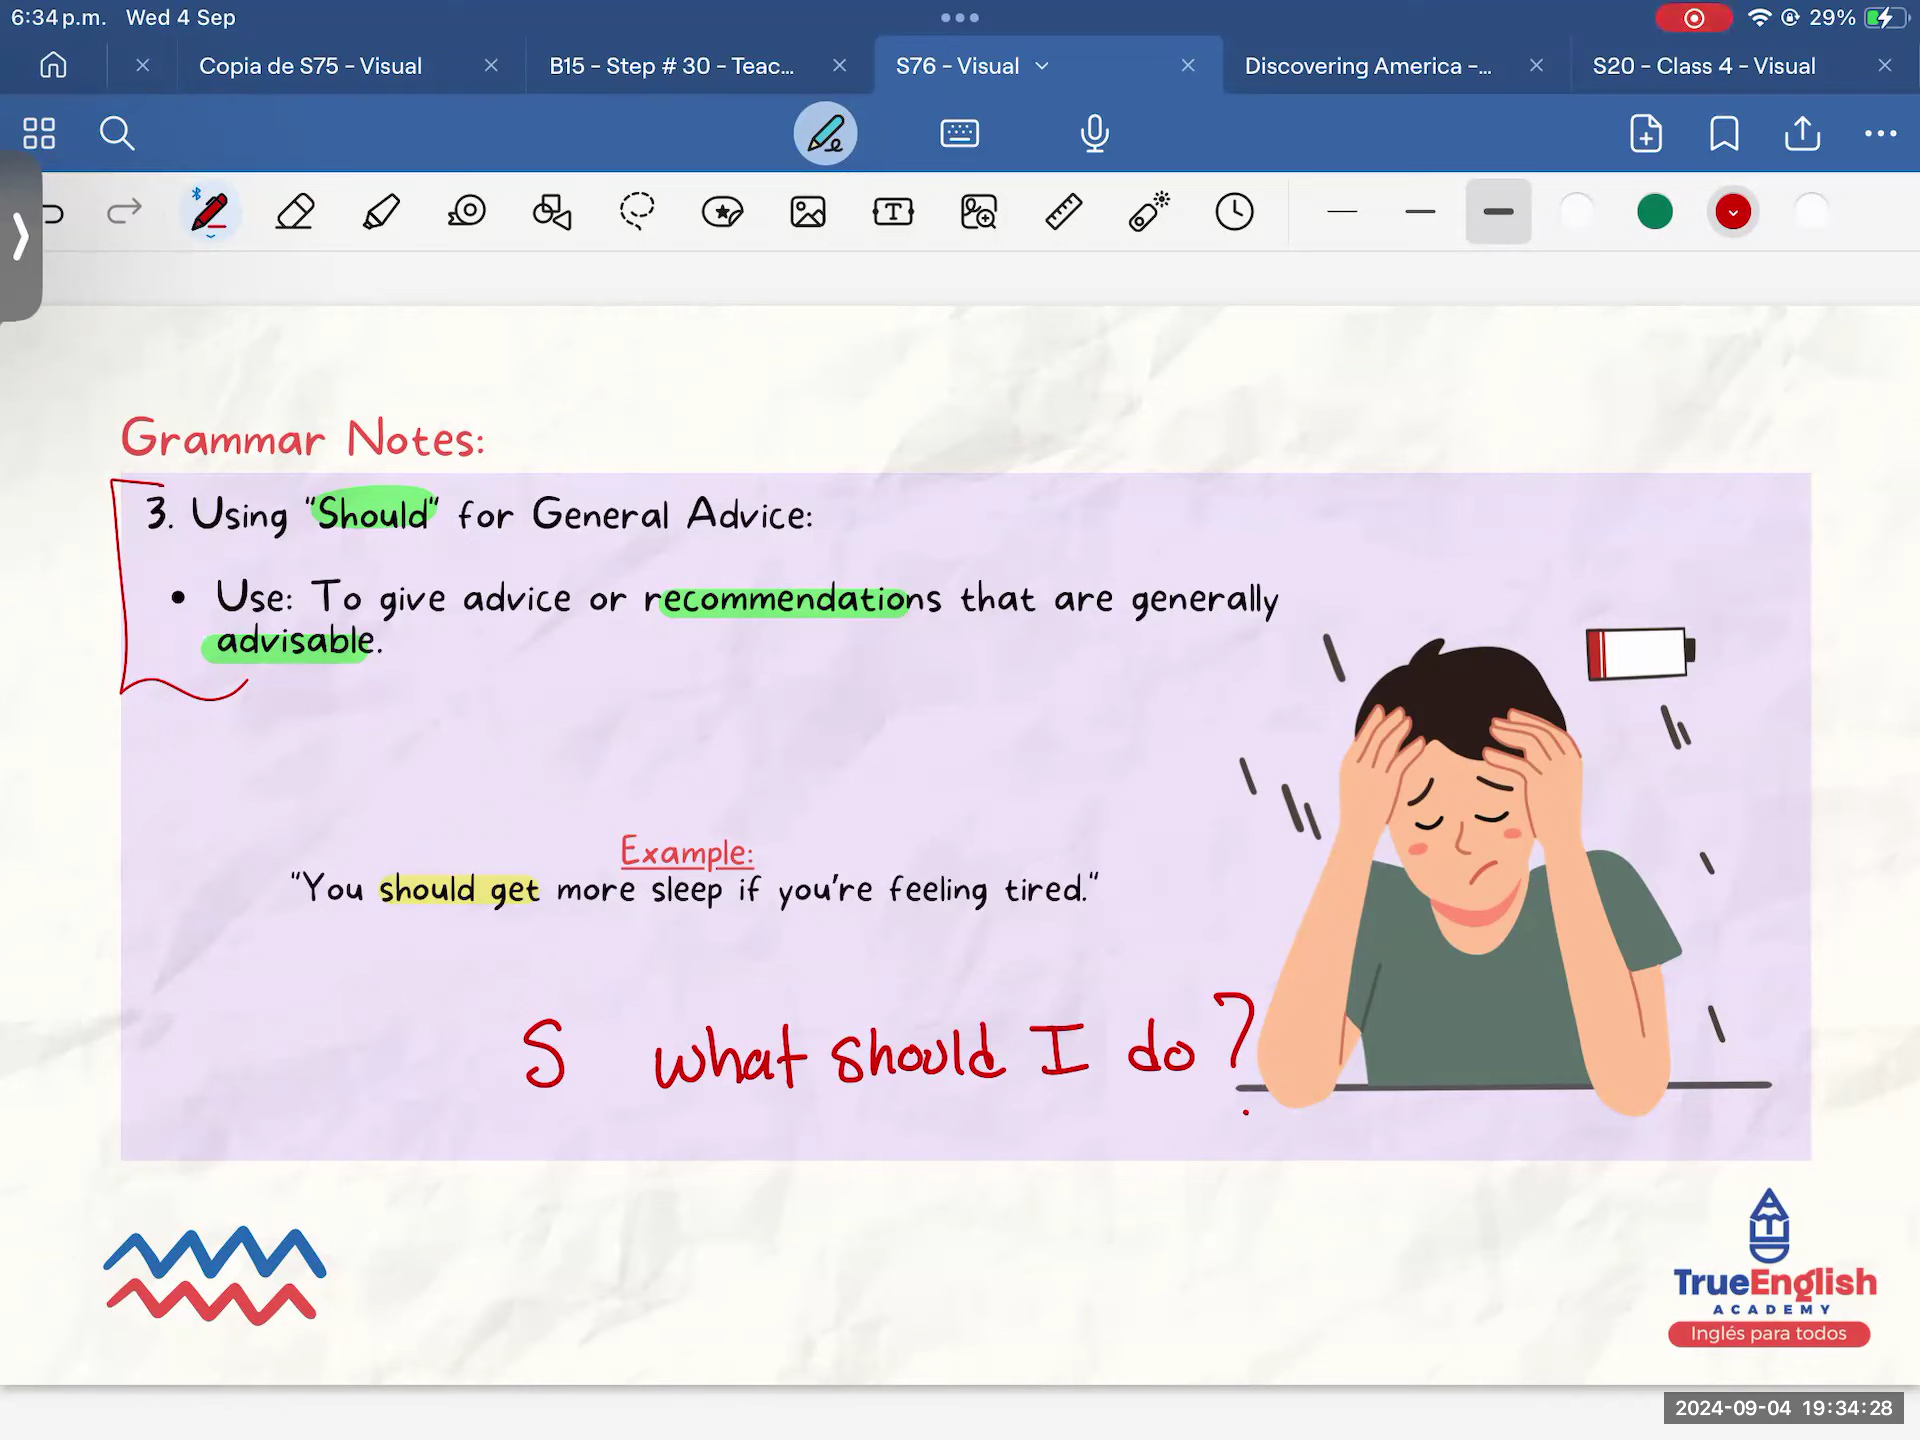 6:34 p.m. Wed 4 Sep
29%
Copia de S75 – Visual
B15 – Step # 30 – Teac...
S76 – Visual
Discovering America –...
S20 – Class 4 – Visual
Grammar Notes:
3. Using "Should" for General Advice:
• Use: To give advice or recommendations that are generally
advisable.
Example:
"You should get more sleep if you're feeling tired."
S what should I do?
TrueEnglish
ACADEMY
Inglés para todos
2024-09-04 19:34:28